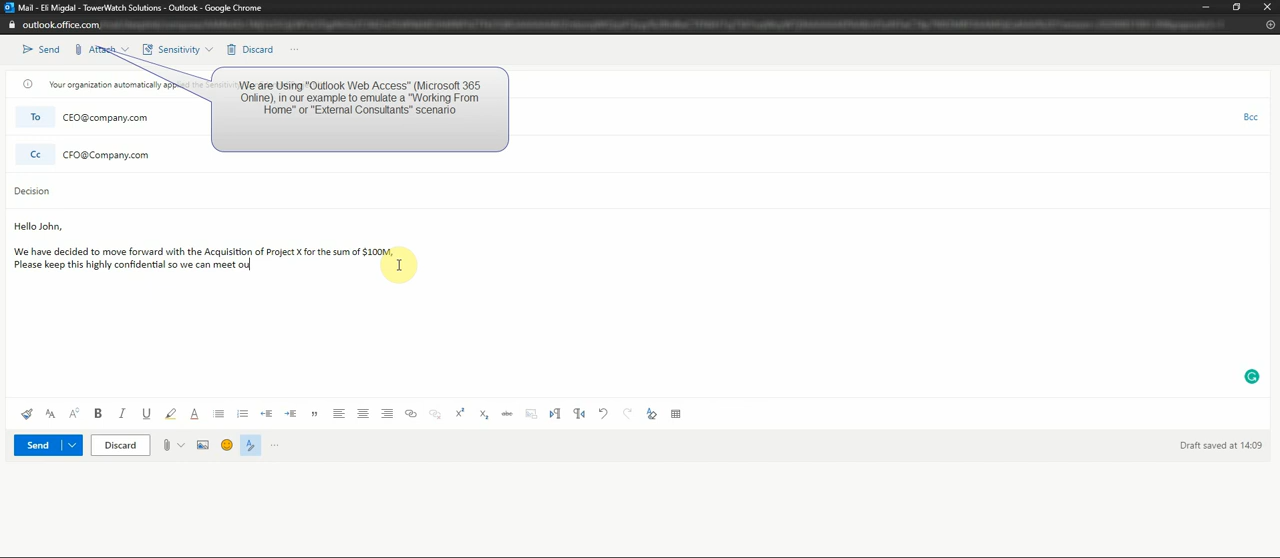 Mail - Eli Migdal - TowerWatch Solutions - Outlook - Google Chrome
outlook.office.com
Send Attach Sensitivity Discard ...
Your organization automatically applied the Sensitivity
We are Using "Outlook Web Access" (Microsoft 365
Online), in our example to emulate a "Working From
Home" or "External Consultants" scenario
To CEO@company.com Bcc
Cc CFO@Company.com
Decision
Hello John,
We have decided to move forward with the Acquisition of Project X for the sum of $100M,
Please keep this highly confidential so we can meet ou
Send Discard ... Draft saved at 14:09